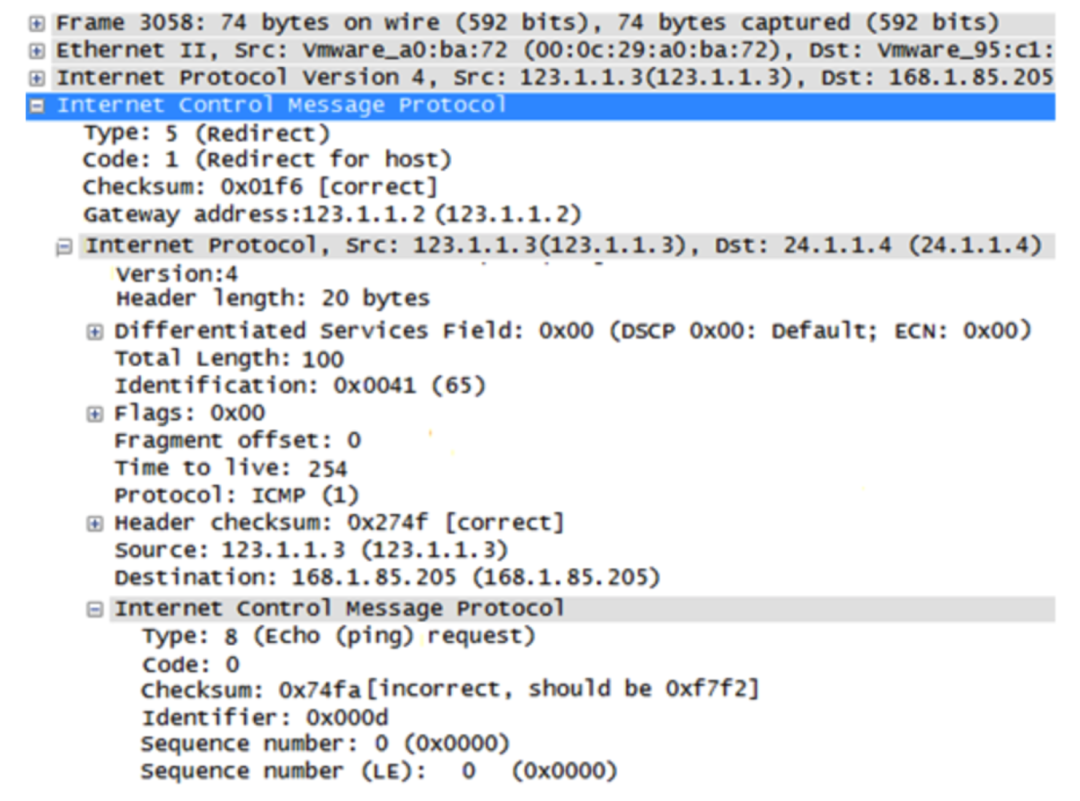 Frame 3058: 74 bytes on wire (592 bits), 74 bytes captured (592 bits)
Ethernet II, Src: Vmware_a0:ba:72 (00:0c:29:a0:ba:72), Dst: Vmware_95:c1:
Internet Protocol Version 4, Src: 123.1.1.3(123.1.1.3), Dst: 168.1.85.205
Internet Control Message Protocol
Type: 5 (Redirect)
Code: 1 (Redirect for host)
Checksum: 0x01f6 [correct]
Gateway address:123.1.1.2 (123.1.1.2)
Internet Protocol, Src: 123.1.1.3(123.1.1.3), Dst: 24.1.1.4 (24.1.1.4)
Version:4
Header length: 20 bytes
Differentiated Services Field: 0x00 (DSCP 0x00: Default; ECN: 0x00)
Total Length: 100
Identification: 0x0041 (65)
Flags: 0x00
Fragment offset: 0
Time to live: 254
Protocol: ICMP (1)
Header checksum: 0x274f [correct]
Source: 123.1.1.3 (123.1.1.3)
Destination: 168.1.85.205 (168.1.85.205)
Internet Control Message Protocol
Type: 8 (Echo (ping) request)
Code: 0
Checksum: 0x74fa [incorrect, should be 0xf7f2]
Identifier: 0x000d
Sequence number: 0 (0x0000)
Sequence number (LE): 0 (0x0000)